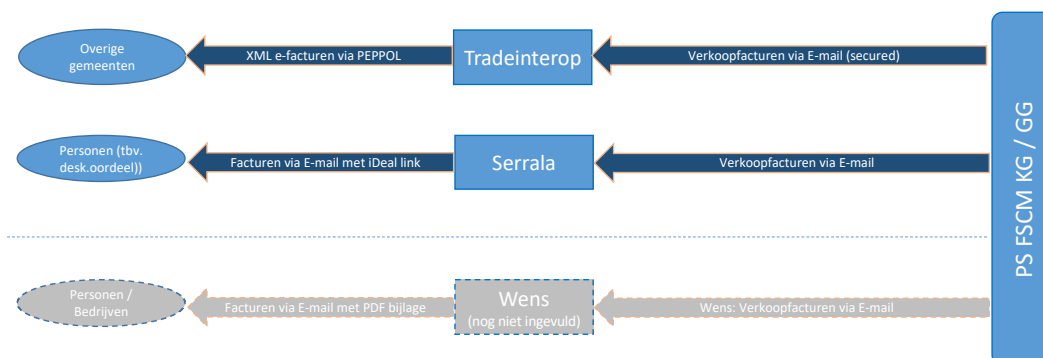 Overige
gemeenten
XML e-facturen via PEPPOL
Tradeinterop
Verkoopfacturen via E-mail (secured)
Personen (tbv.
desk.oordeel))
Facturen via E-mail met iDeal link
Serrala
Verkoopfacturen via E-mail
Personen /
Bedrijven
Facturen via E-mail met PDF bijlage
Wens
(nog niet ingevuld)
Wens: Verkoopfacturen via E-mail
PS FSCM KG / GG